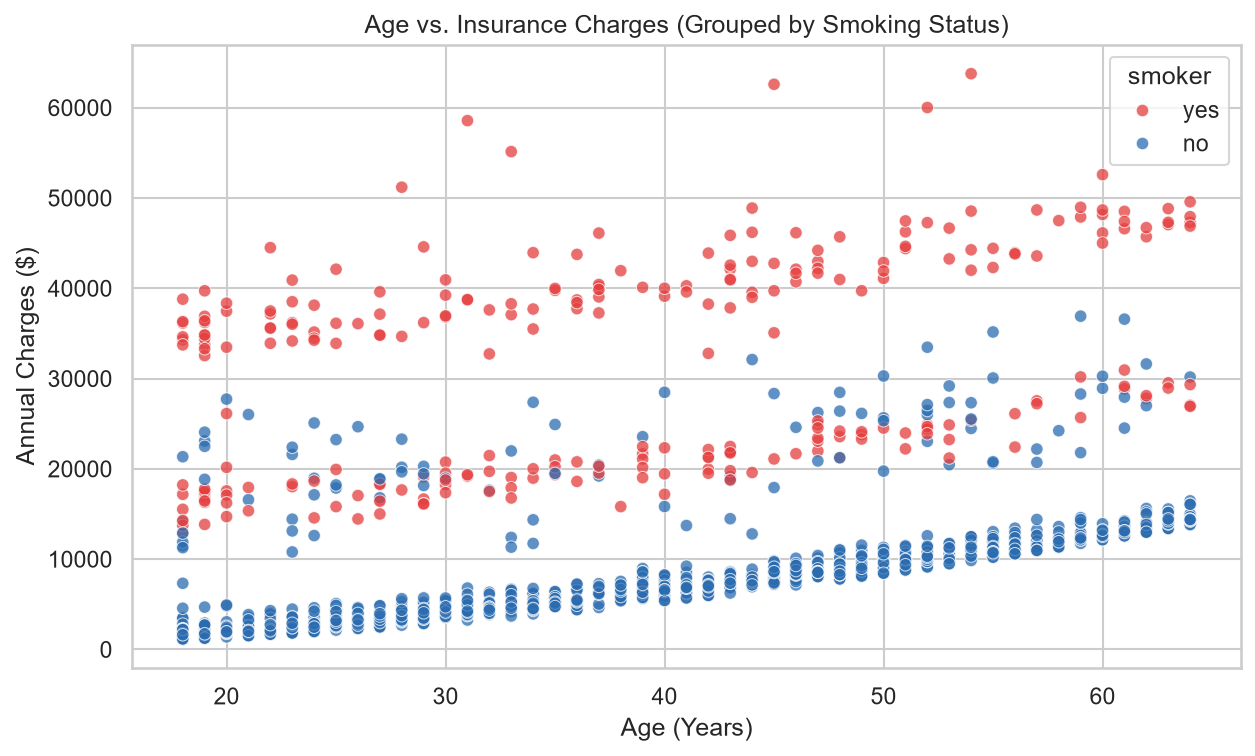 Age vs. Insurance Charges (Grouped by Smoking Status)
smoker
yes
no
Annual Charges ($)
60000
50000
40000
30000
20000
10000
0
20 30 40 50 60
Age (Years)